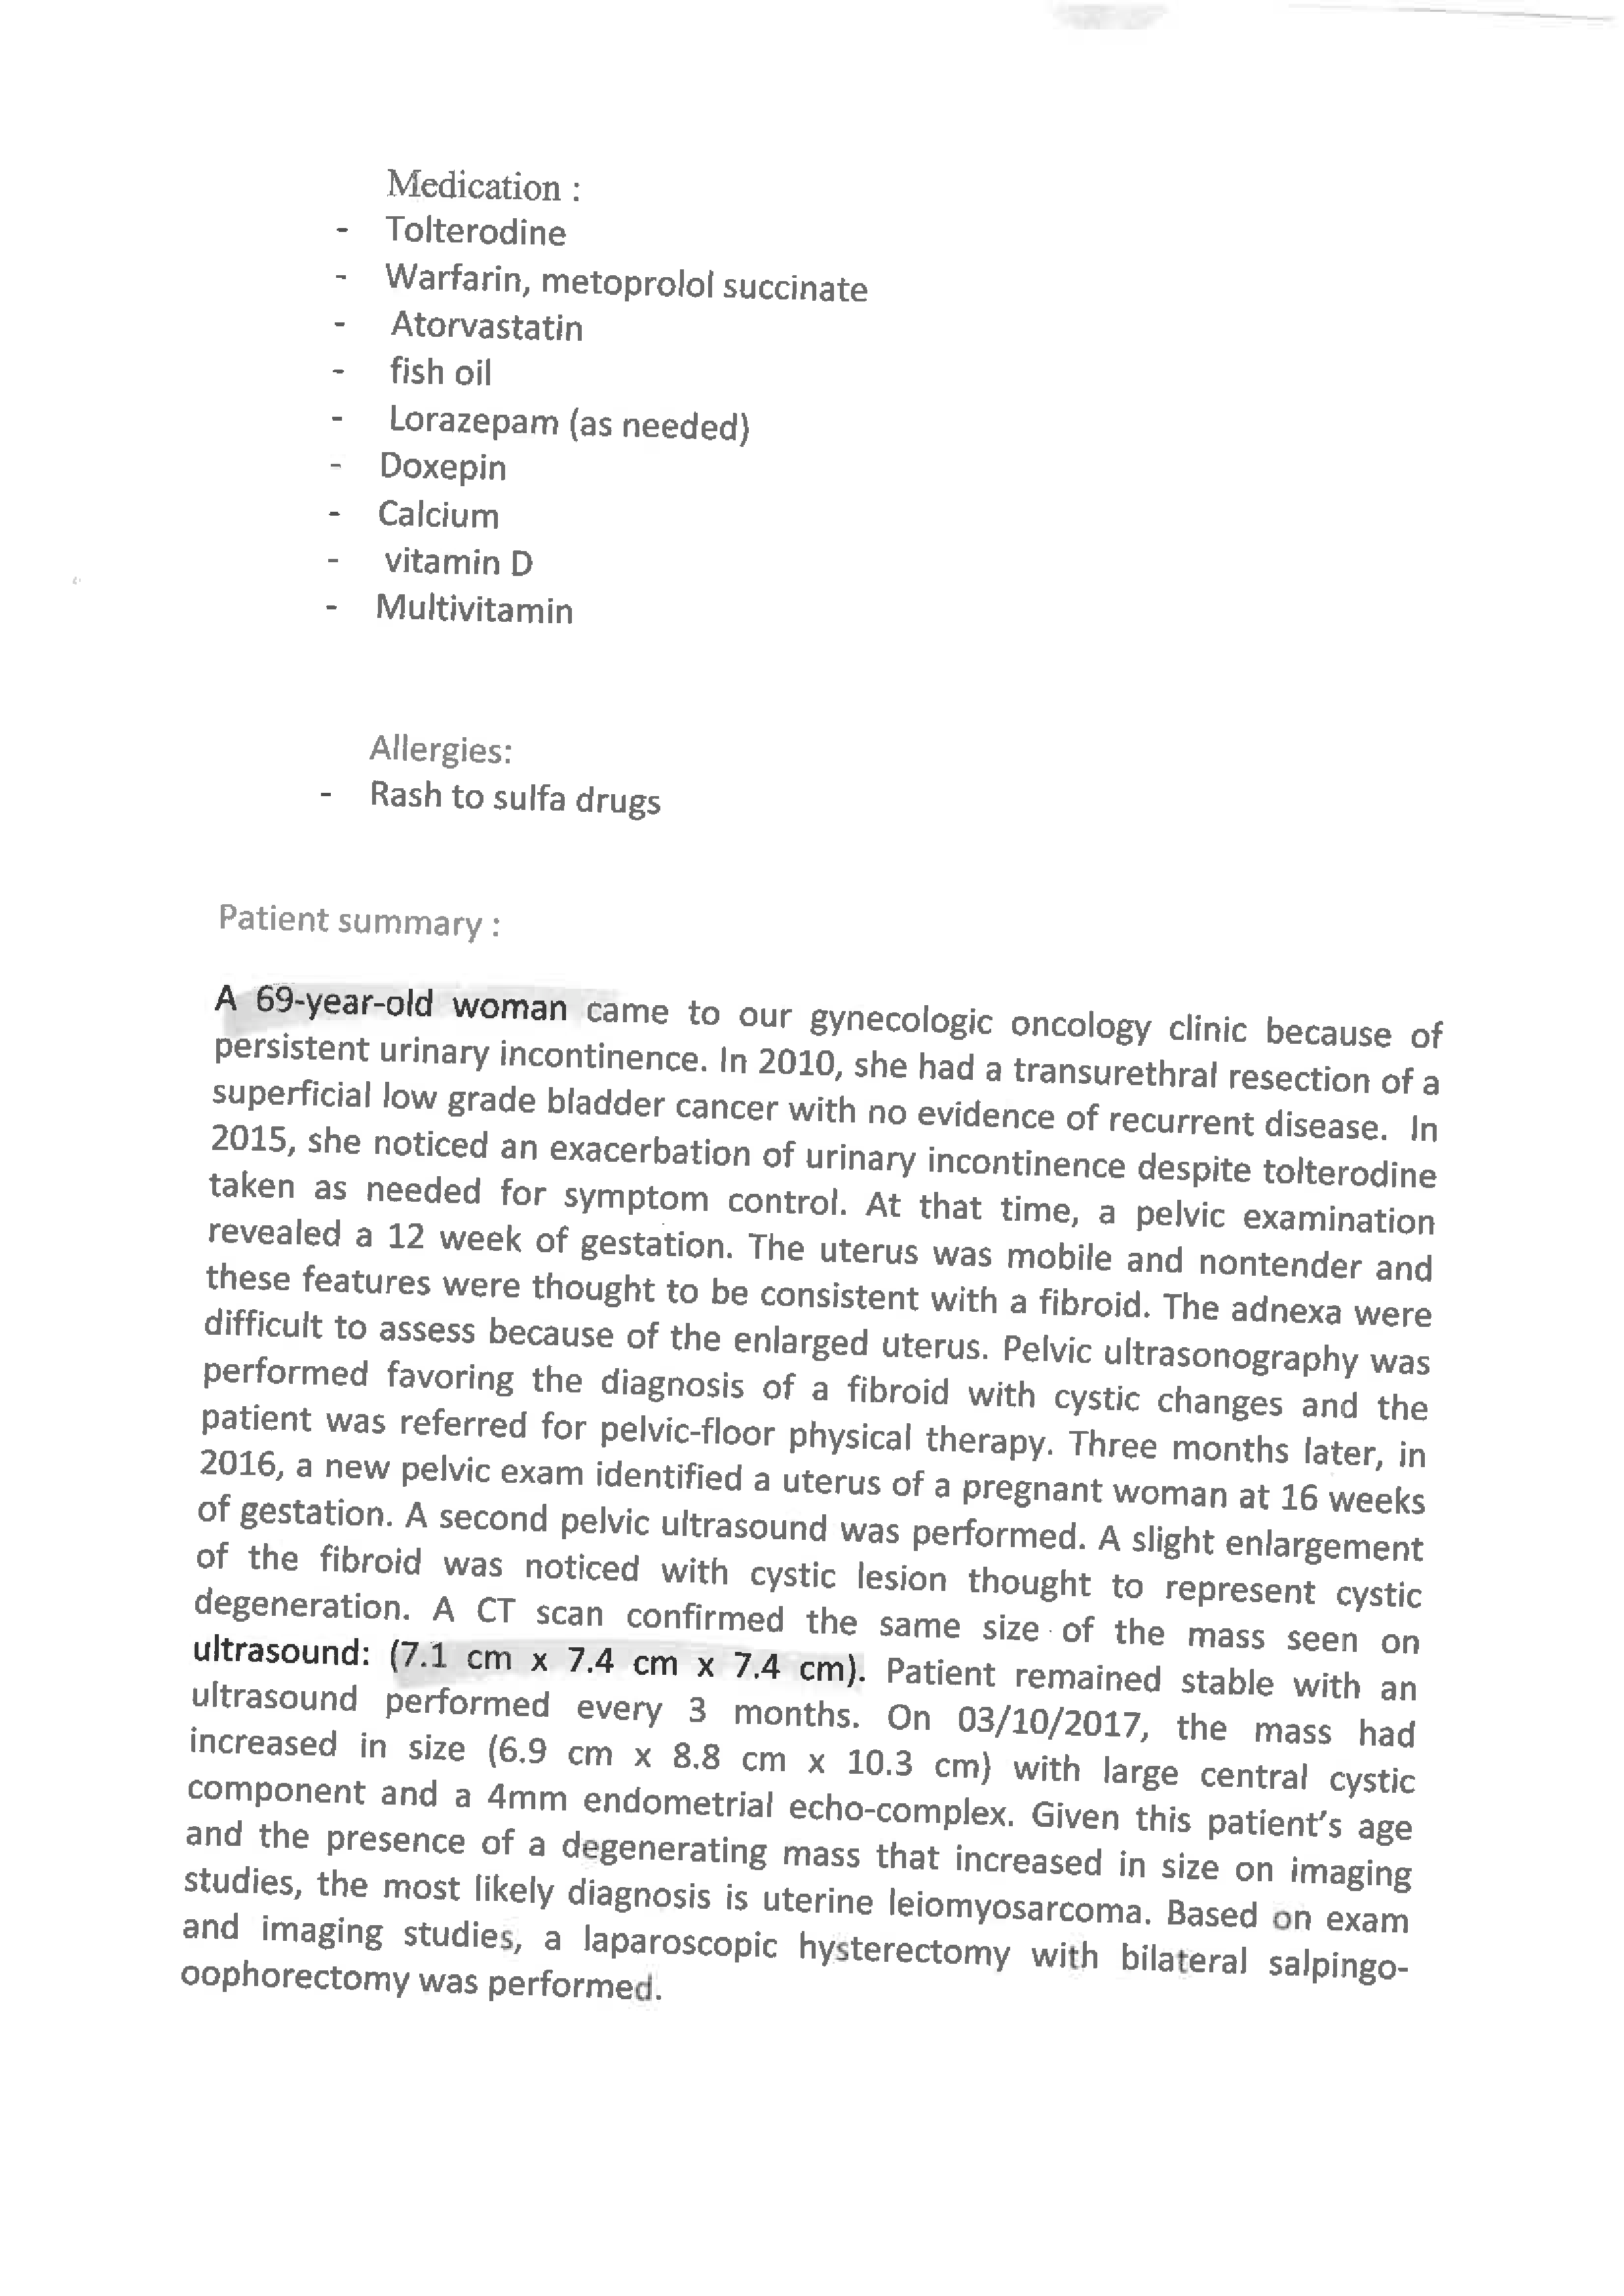 Medication :
- Tolterodine
- Warfarin, metoprolol succinate
- Atorvastatin
- fish oil
- Lorazepam (as needed)
- Doxepin
- Calcium
- vitamin D
- Multivitamin
Allergies:
- Rash to sulfa drugs
Patient summary :
A 69-year-old woman came to our gynecologic oncology clinic because of
persistent urinary incontinence. In 2010, she had a transurethral resection of a
superficial low grade bladder cancer with no evidence of recurrent disease. In
2015, she noticed an exacerbation of urinary incontinence despite tolterodine
taken as needed for symptom control. At that time, a pelvic examination
revealed a 12 week of gestation. The uterus was mobile and nontender and
these features were thought to be consistent with a fibroid. The adnexa were
difficult to assess because of the enlarged uterus. Pelvic ultrasonography was
performed favoring the diagnosis of a fibroid with cystic changes and the
patient was referred for pelvic-floor physical therapy. Three months later, in
2016, a new pelvic exam identified a uterus of a pregnant woman at 16 weeks
of gestation. A second pelvic ultrasound was performed. A slight enlargement
of the fibroid was noticed with cystic lesion thought to represent cystic
degeneration. A CT scan confirmed the same size of the mass seen on
ultrasound: (7.1 cm x 7.4 cm x 7.4 cm). Patient remained stable with an
ultrasound performed every 3 months. On 03/10/2017, the mass had
increased in size (6.9 cm x 8.8 cm x 10.3 cm) with large central cystic
component and a 4mm endometrial echo-complex. Given this patient's age
and the presence of a degenerating mass that increased in size on imaging
studies, the most likely diagnosis is uterine leiomyosarcoma. Based on exam
and imaging studies, a laparoscopic hysterectomy with bilateral salpingo-
oophorectomy was performed.